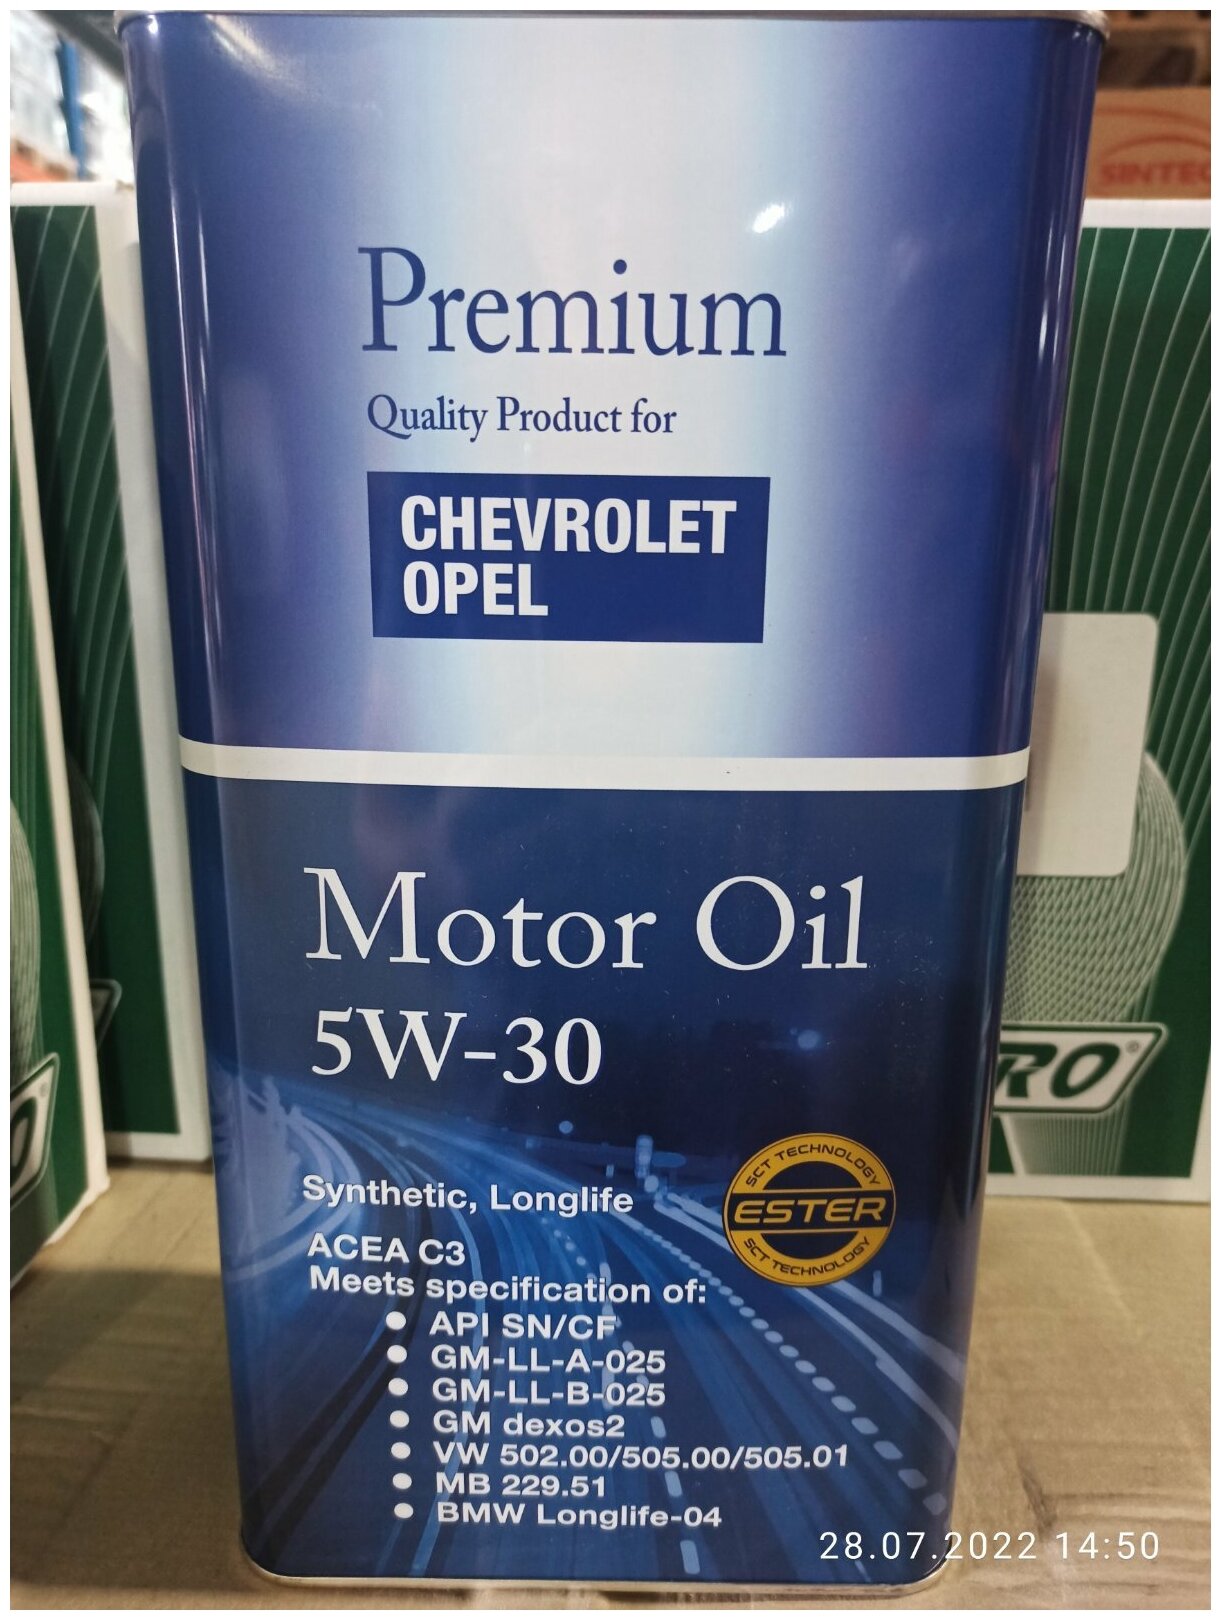 SINTEC
Premium
Quality Product for
CHEVROLET
OPEL
Motor Oil
5W-30
Synthetic, Longlife
SCT TECHNOLOGY
ESTER
SCT TECHNOLOGY
ACEA C3
Meets specification of:
● API SN/CF
● GM-LL-A-025
● GM-LL-B-025
● GM dexos2
● VW 502.00/505.00/505.01
● MB 229.51
● BMW Longlife-04
28.07.2022 14:50